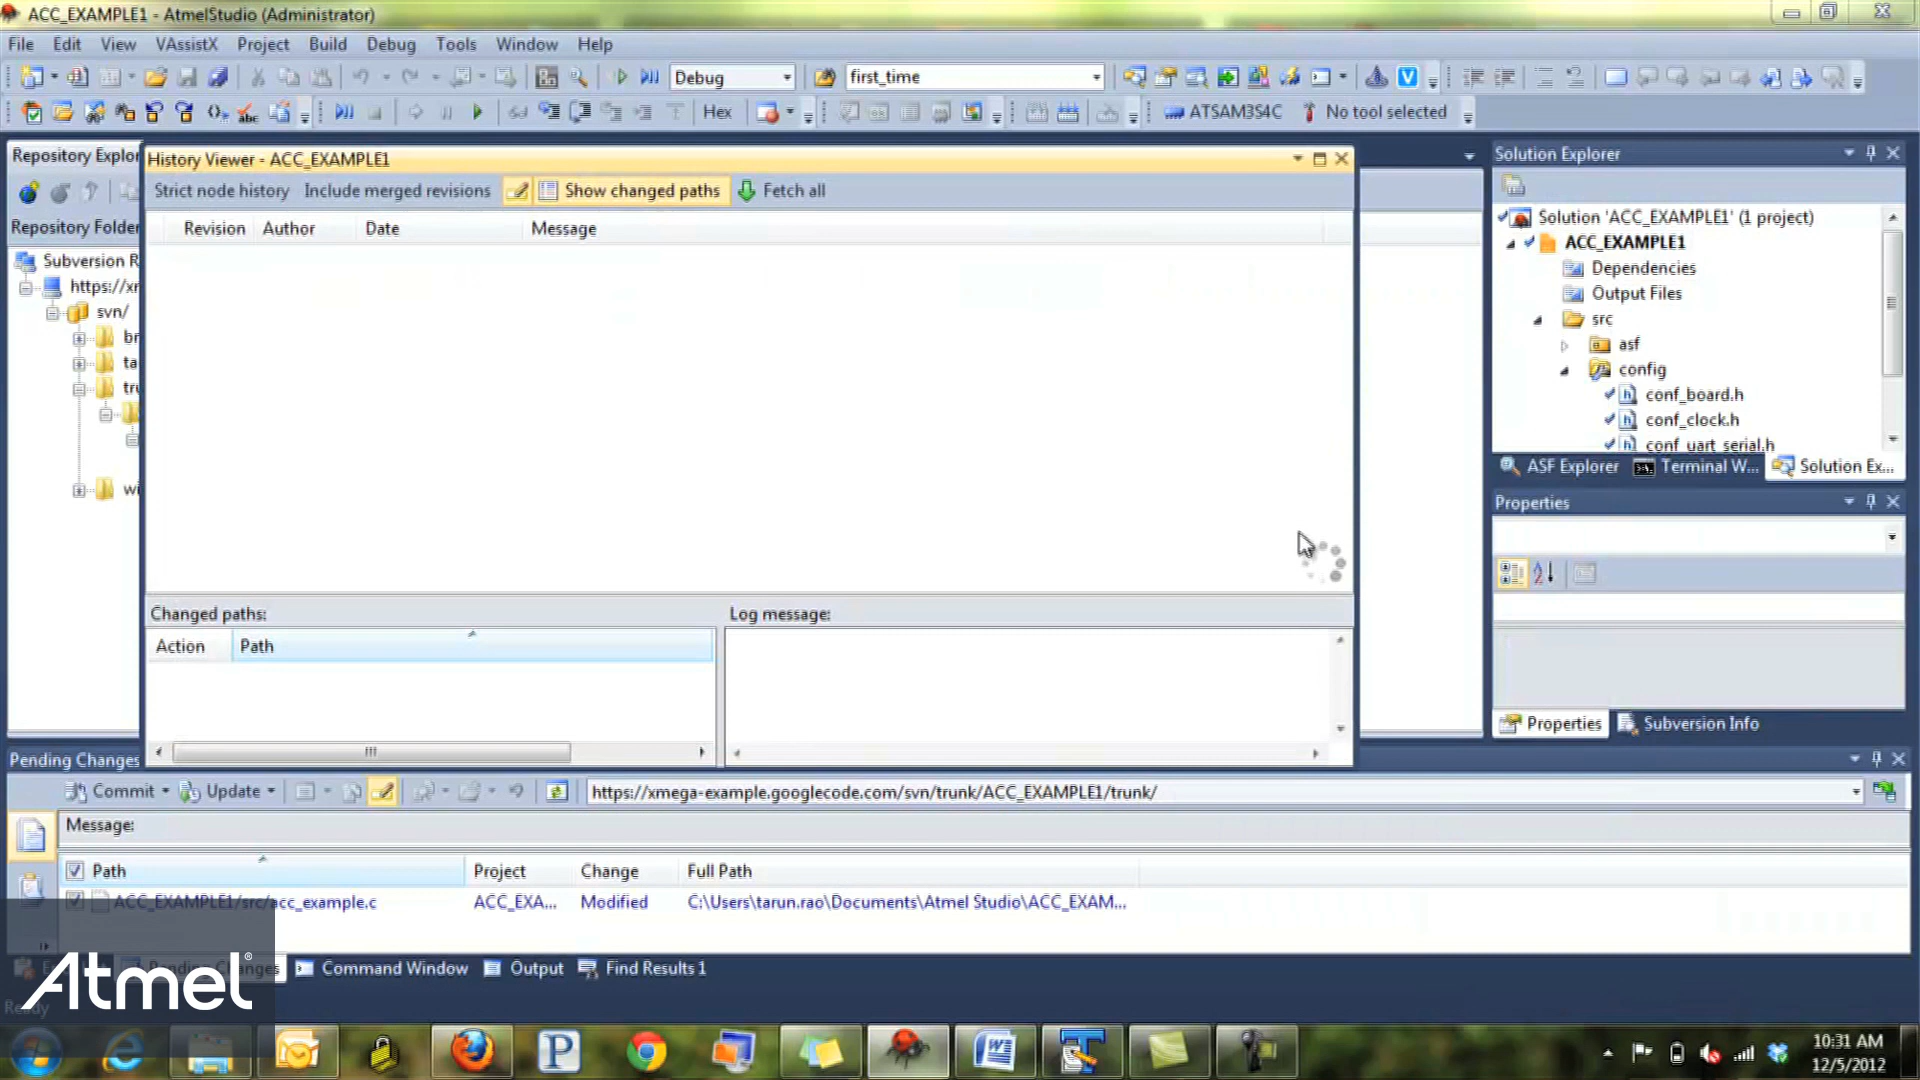 ACC_EXAMPLE1 - AtmelStudio (Administrator)
File Edit View VAssistX Project Build Debug Tools Window Help
Debug first_time
Hex ATSAM3S4C No tool selected
Repository Explor
History Viewer - ACC_EXAMPLE1
Strict node history Include merged revisions Show changed paths Fetch all
Revision Author Date Message
Repository Folder
Subversion R
https://xr
svn/
br
ta
tru
wi
Changed paths:
Action Path
Log message:
Solution Explorer
Solution 'ACC_EXAMPLE1' (1 project)
ACC_EXAMPLE1
Dependencies
Output Files
src
asf
config
conf_board.h
conf_clock.h
conf_uart_serial.h
ASF Explorer Terminal W... Solution Ex...
Properties
Properties Subversion Info
Pending Changes
Commit Update https://xmega-example.googlecode.com/svn/trunk/ACC_EXAMPLE1/trunk/
Message:
Path Project Change Full Path
ACC_EXAMPLE1/src/acc_example.c ACC_EXA... Modified C:\Users\tarun.rao\Documents\Atmel Studio\ACC_EXAM...
Pending Changes Command Window Output Find Results 1
Atmel®
Ready
10:31 AM
12/5/2012